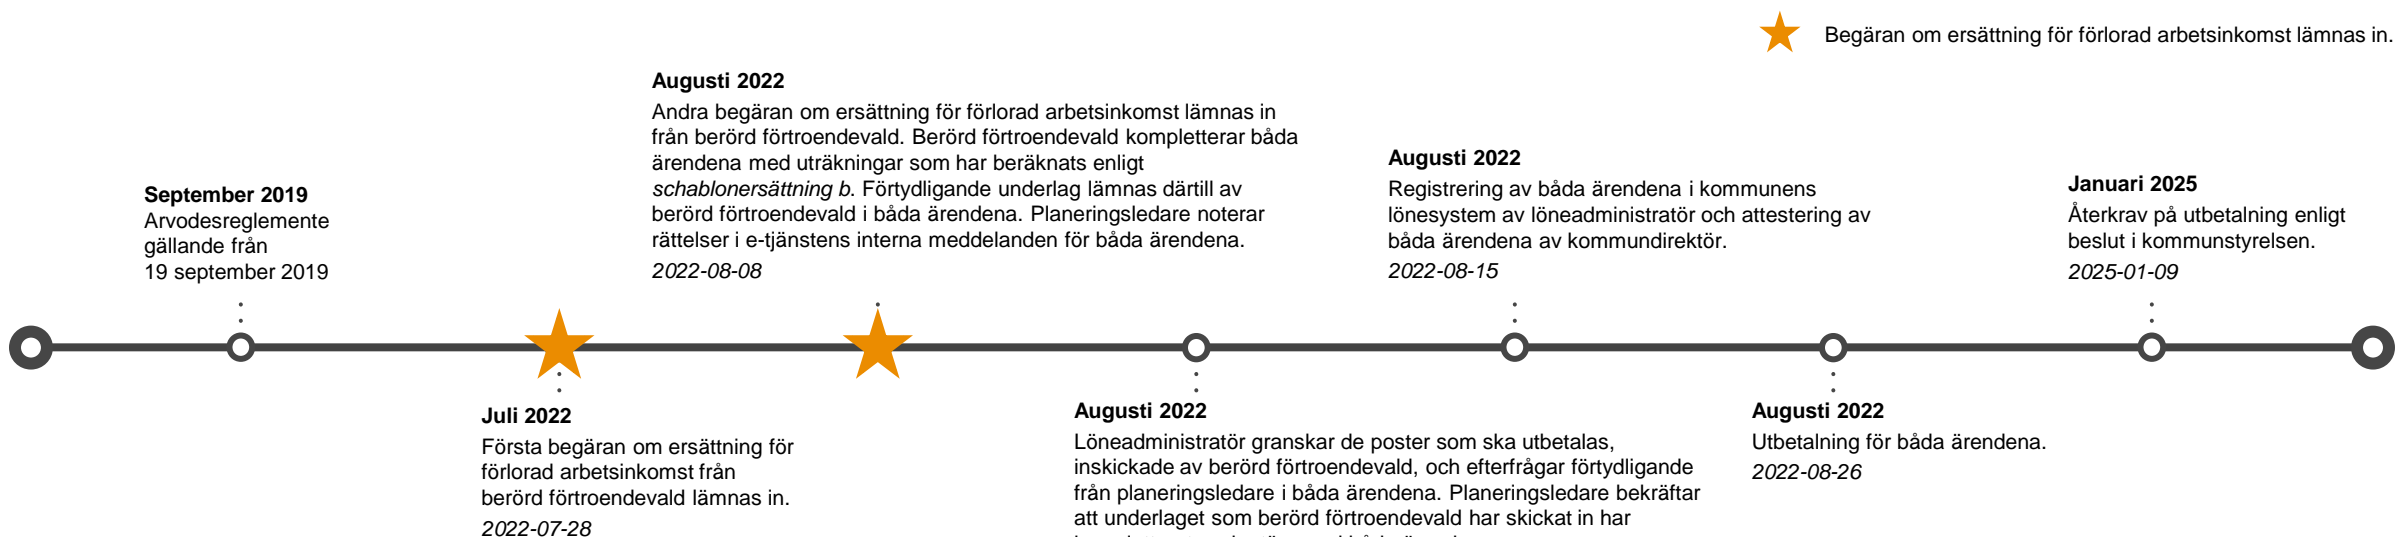 Begäran om ersättning för förlorad arbetsinkomst lämnas in.
September 2019
Arvodesreglemente
gällande från
19 september 2019
Juli 2022
Första begäran om ersättning för
förlorad arbetsinkomst från
berörd förtroendevald lämnas in.
2022-07-28
Augusti 2022
Andra begäran om ersättning för förlorad arbetsinkomst lämnas in
från berörd förtroendevald. Berörd förtroendevald kompletterar båda
ärendena med uträkningar som har beräknats enligt
schablonersättning b. Förtydligande underlag lämnas därtill av
berörd förtroendevald i båda ärendena. Planeringsledare noterar
rättelser i e-tjänstens interna meddelanden för båda ärendena.
2022-08-08
Augusti 2022
Löneadministratör granskar de poster som ska utbetalas,
inskickade av berörd förtroendevald, och efterfrågar förtydligande
från planeringsledare i båda ärendena. Planeringsledare bekräftar
att underlaget som berörd förtroendevald har skickat in har
Augusti 2022
Registrering av båda ärendena i kommunens
lönesystem av löneadministratör och attestering av
båda ärendena av kommundirektör.
2022-08-15
Augusti 2022
Utbetalning för båda ärendena.
2022-08-26
Januari 2025
Återkrav på utbetalning enligt
beslut i kommunstyrelsen.
2025-01-09